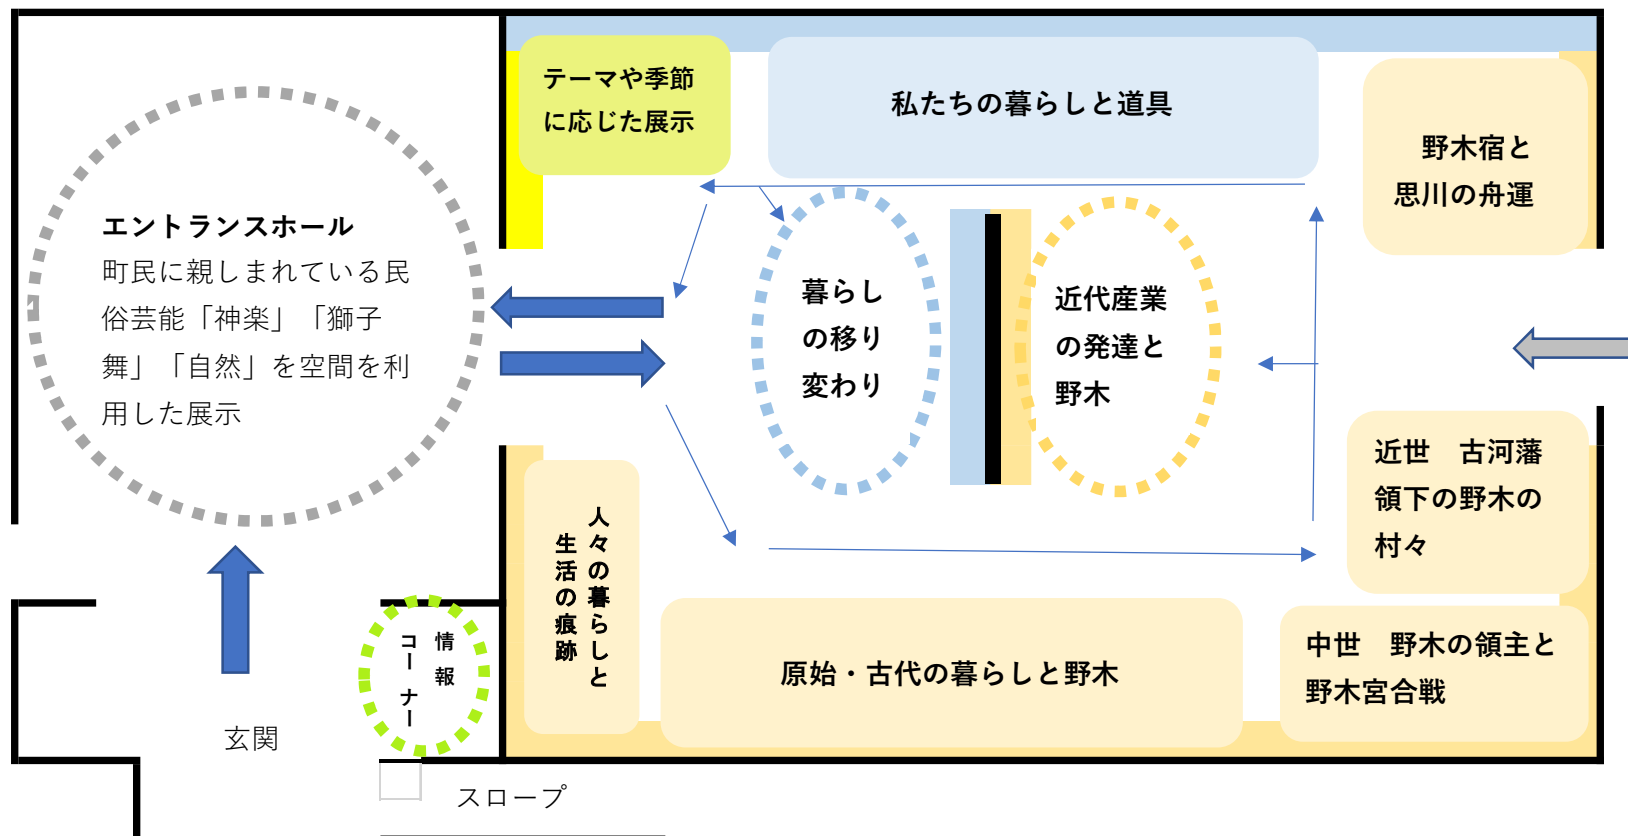 テーマや季節
に応じた展示
私たちの暮らしと道具
野木宿と
思川の舟運
エントランスホール
町民に親しまれている民
俗芸能「神楽」「獅子
舞」「自然」を空間を利
用した展示
暮らし
の移り
変わり
近代産業
の発達と
野木
近世　古河藩
領下の野木の
村々
人々の暮らしと
生活の痕跡
原始・古代の暮らしと野木
中世　野木の領主と
野木宮合戦
情報
コーナー
玄関
スロープ